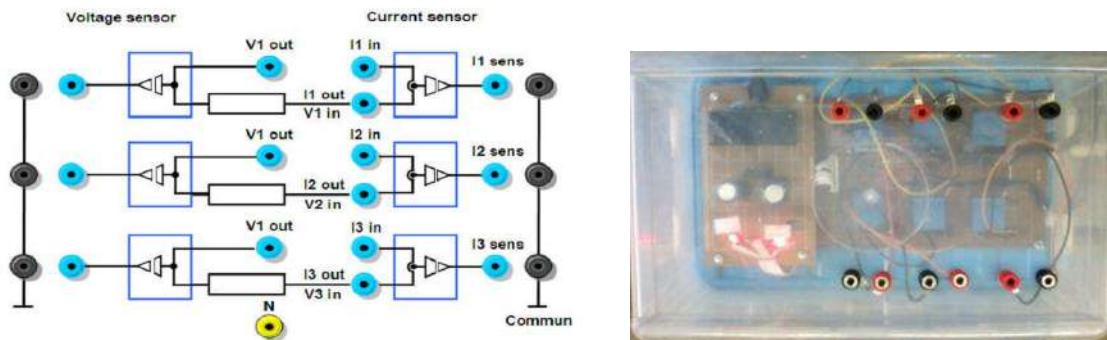 Voltage sensor
Current sensor
V1 out
I1 in
I1 sens
I1 out
V1 in
V1 out
I2 in
I2 sens
I2 out
V2 in
V1 out
I3 in
I3 sens
I3 out
V3 in
N
Commun